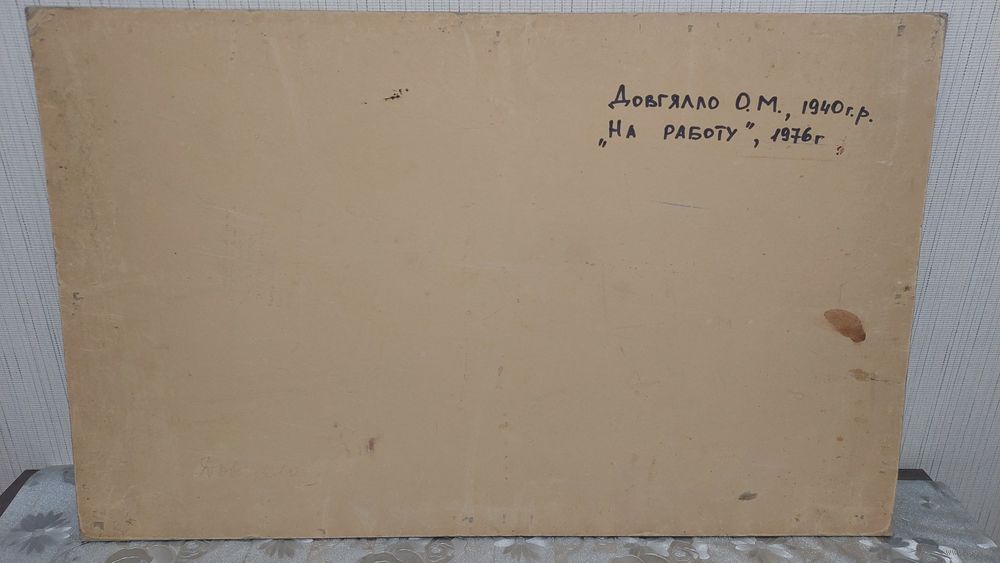 Довгялло О.М., 1940г.р.
„На работу", 1976г